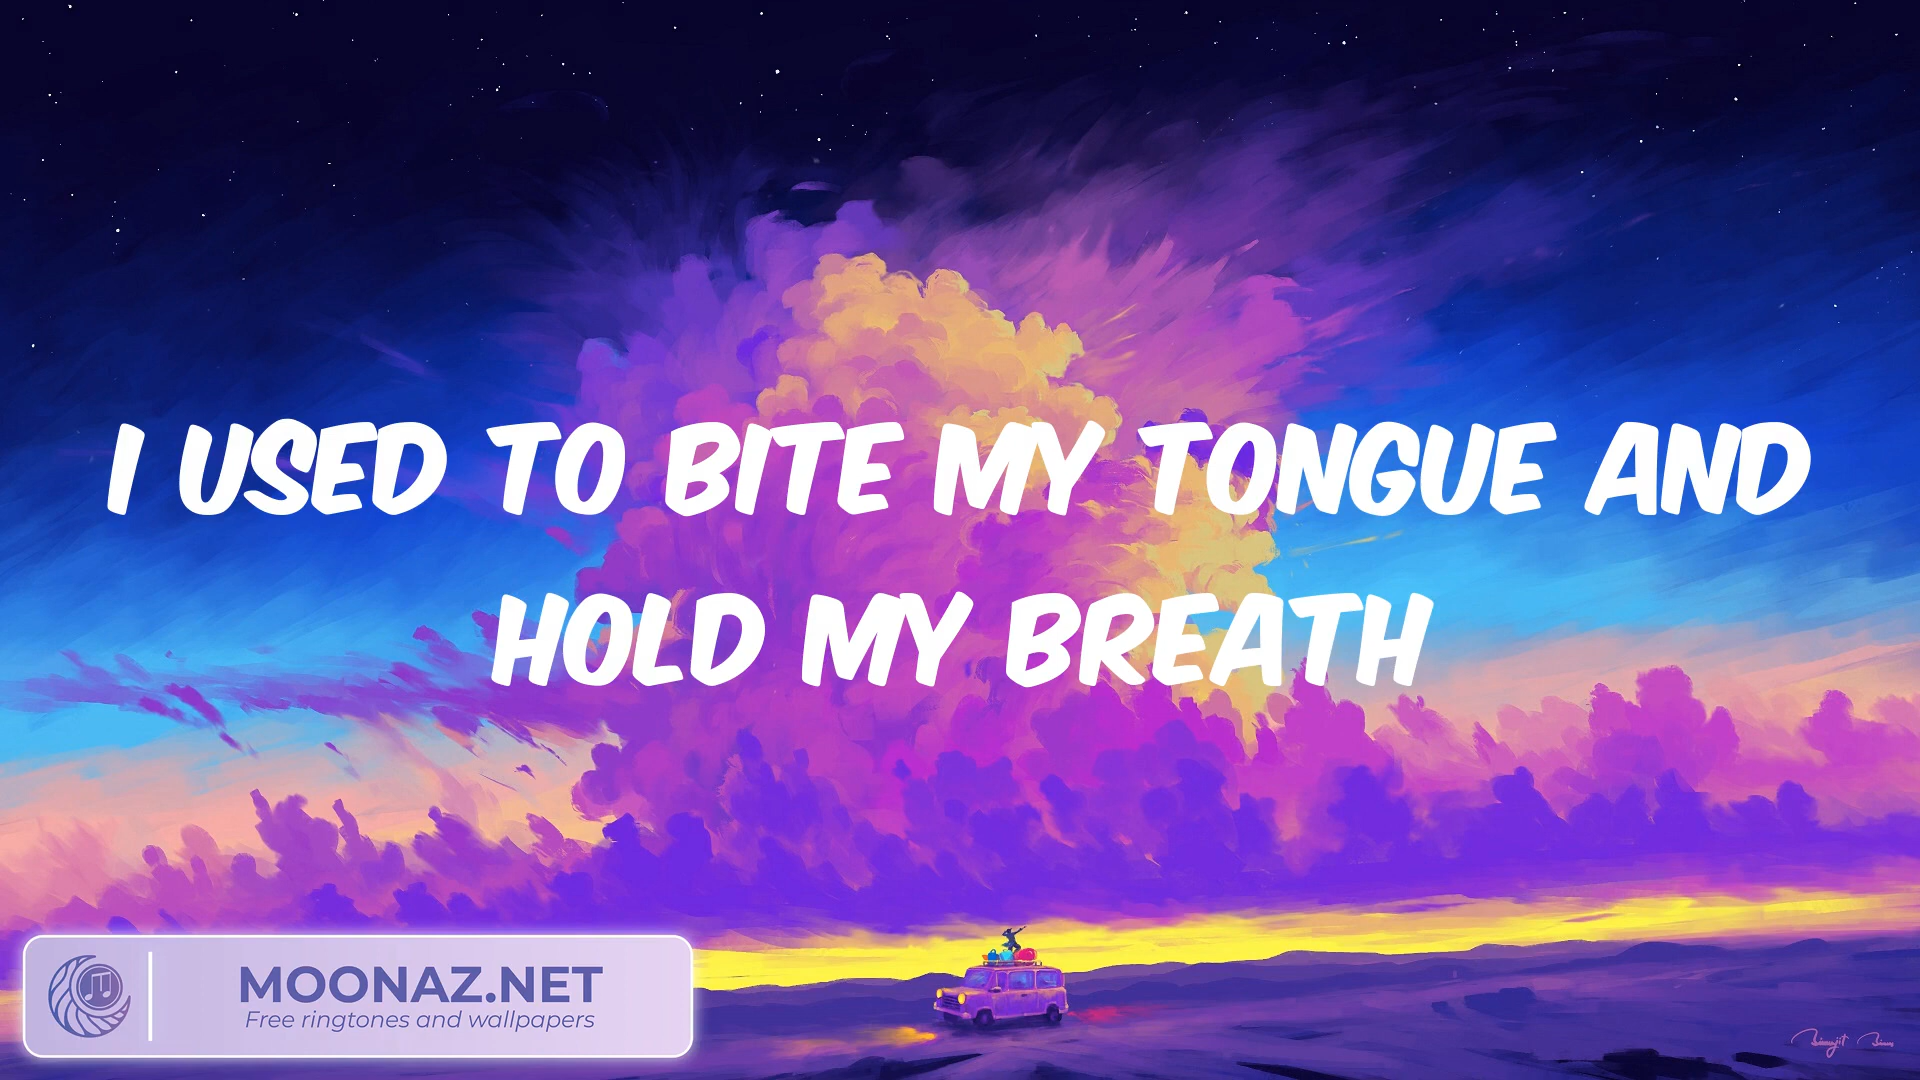 I USED TO BITE MY TONGUE AND
HOLD MY BREATH
MOONAZ.NET
Free ringtones and wallpapers